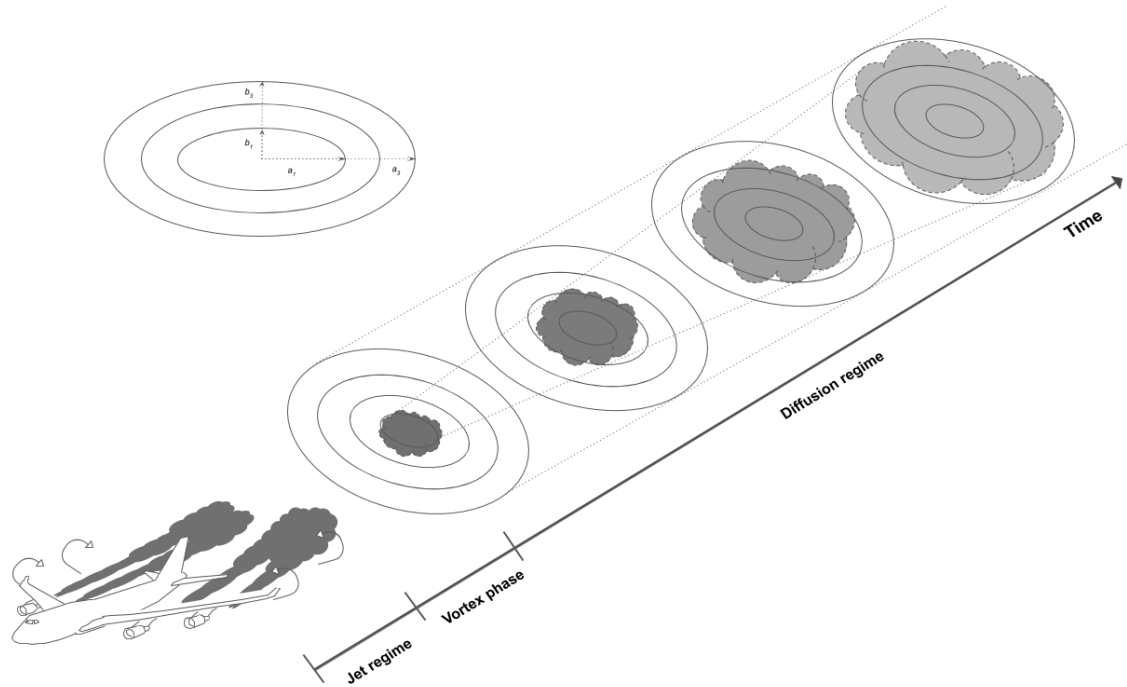 b3
b1
a1
a3
Time
Diffusion regime
Vortex phase
Jet regime